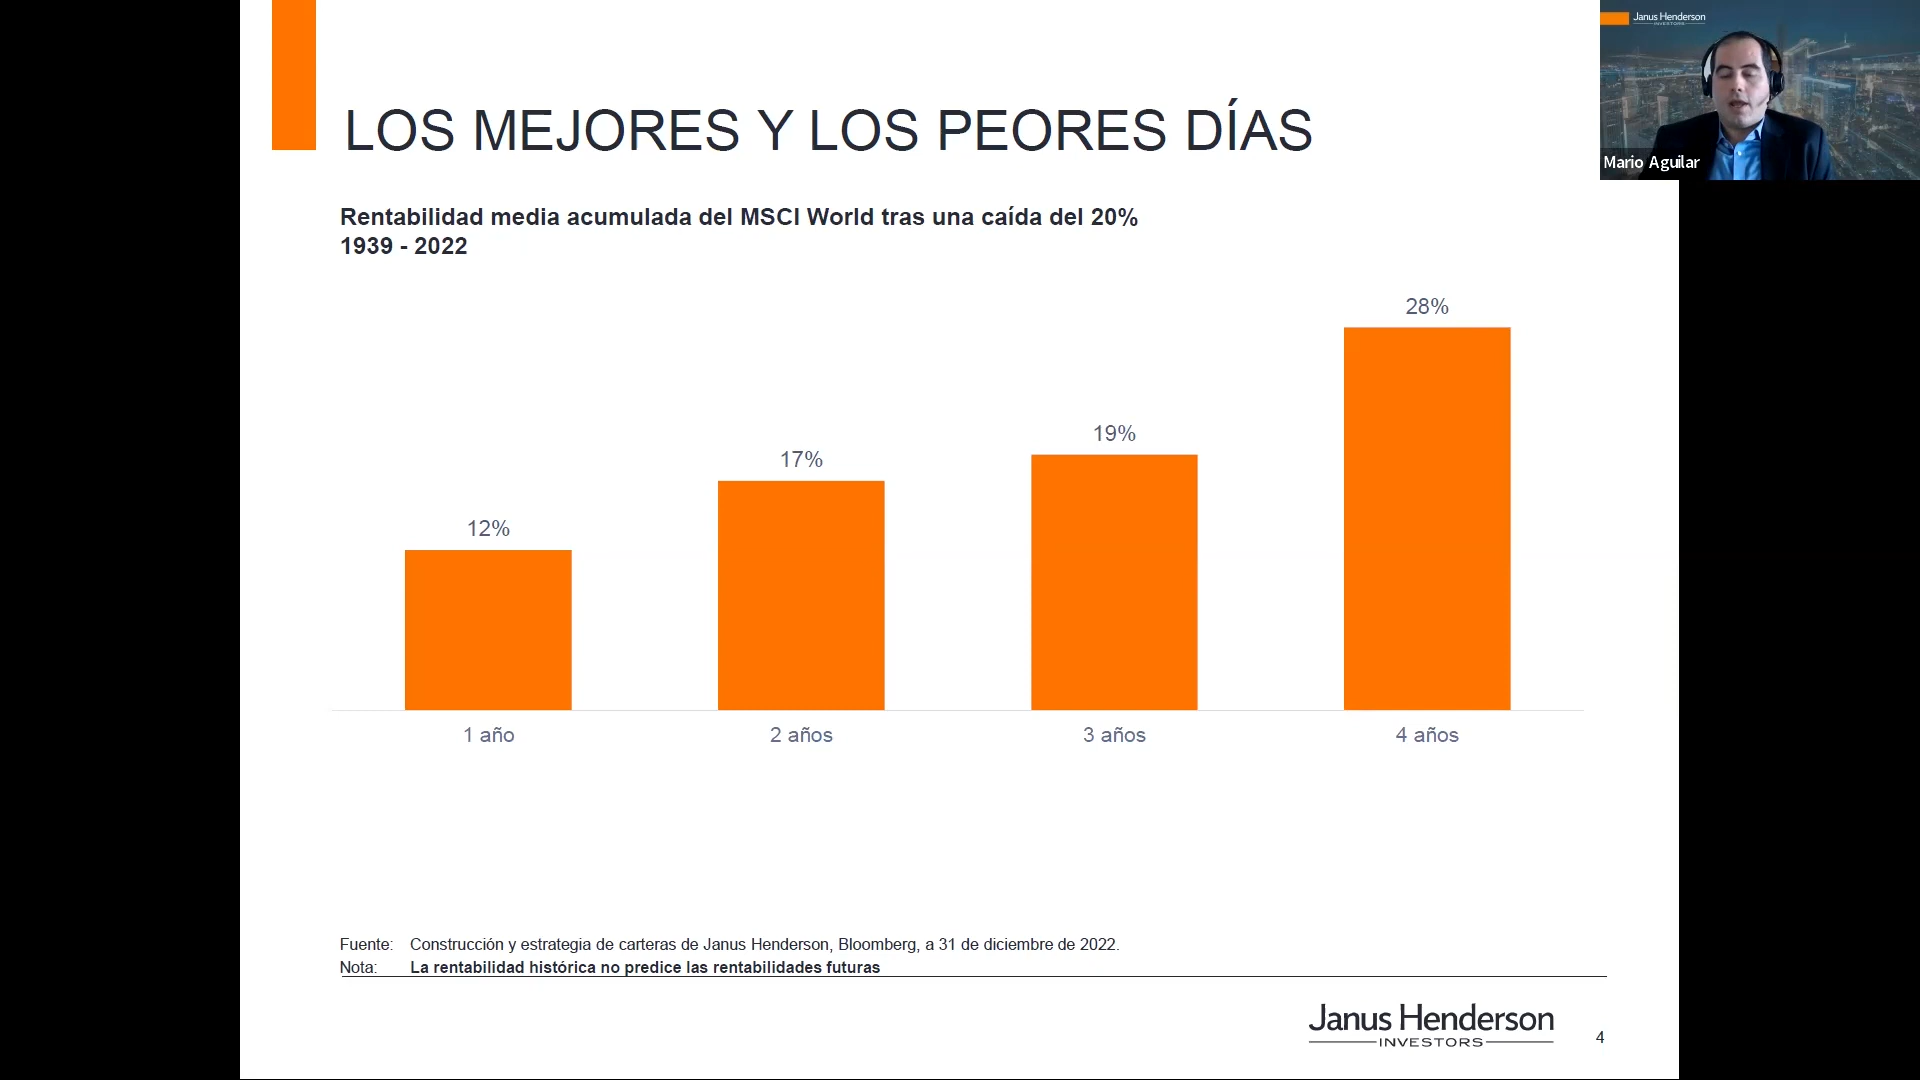 LOS MEJORES Y LOS PEORES DÍAS
Janus Henderson
INVESTORS
Mario Aguilar
Rentabilidad media acumulada del MSCI World tras una caída del 20%
1939 - 2022
28%
19%
17%
12%
1 año 2 años 3 años 4 años
Fuente: Construcción y estrategia de carteras de Janus Henderson, Bloomberg, a 31 de diciembre de 2022.
Nota: La rentabilidad histórica no predice las rentabilidades futuras
Janus Henderson
INVESTORS
4